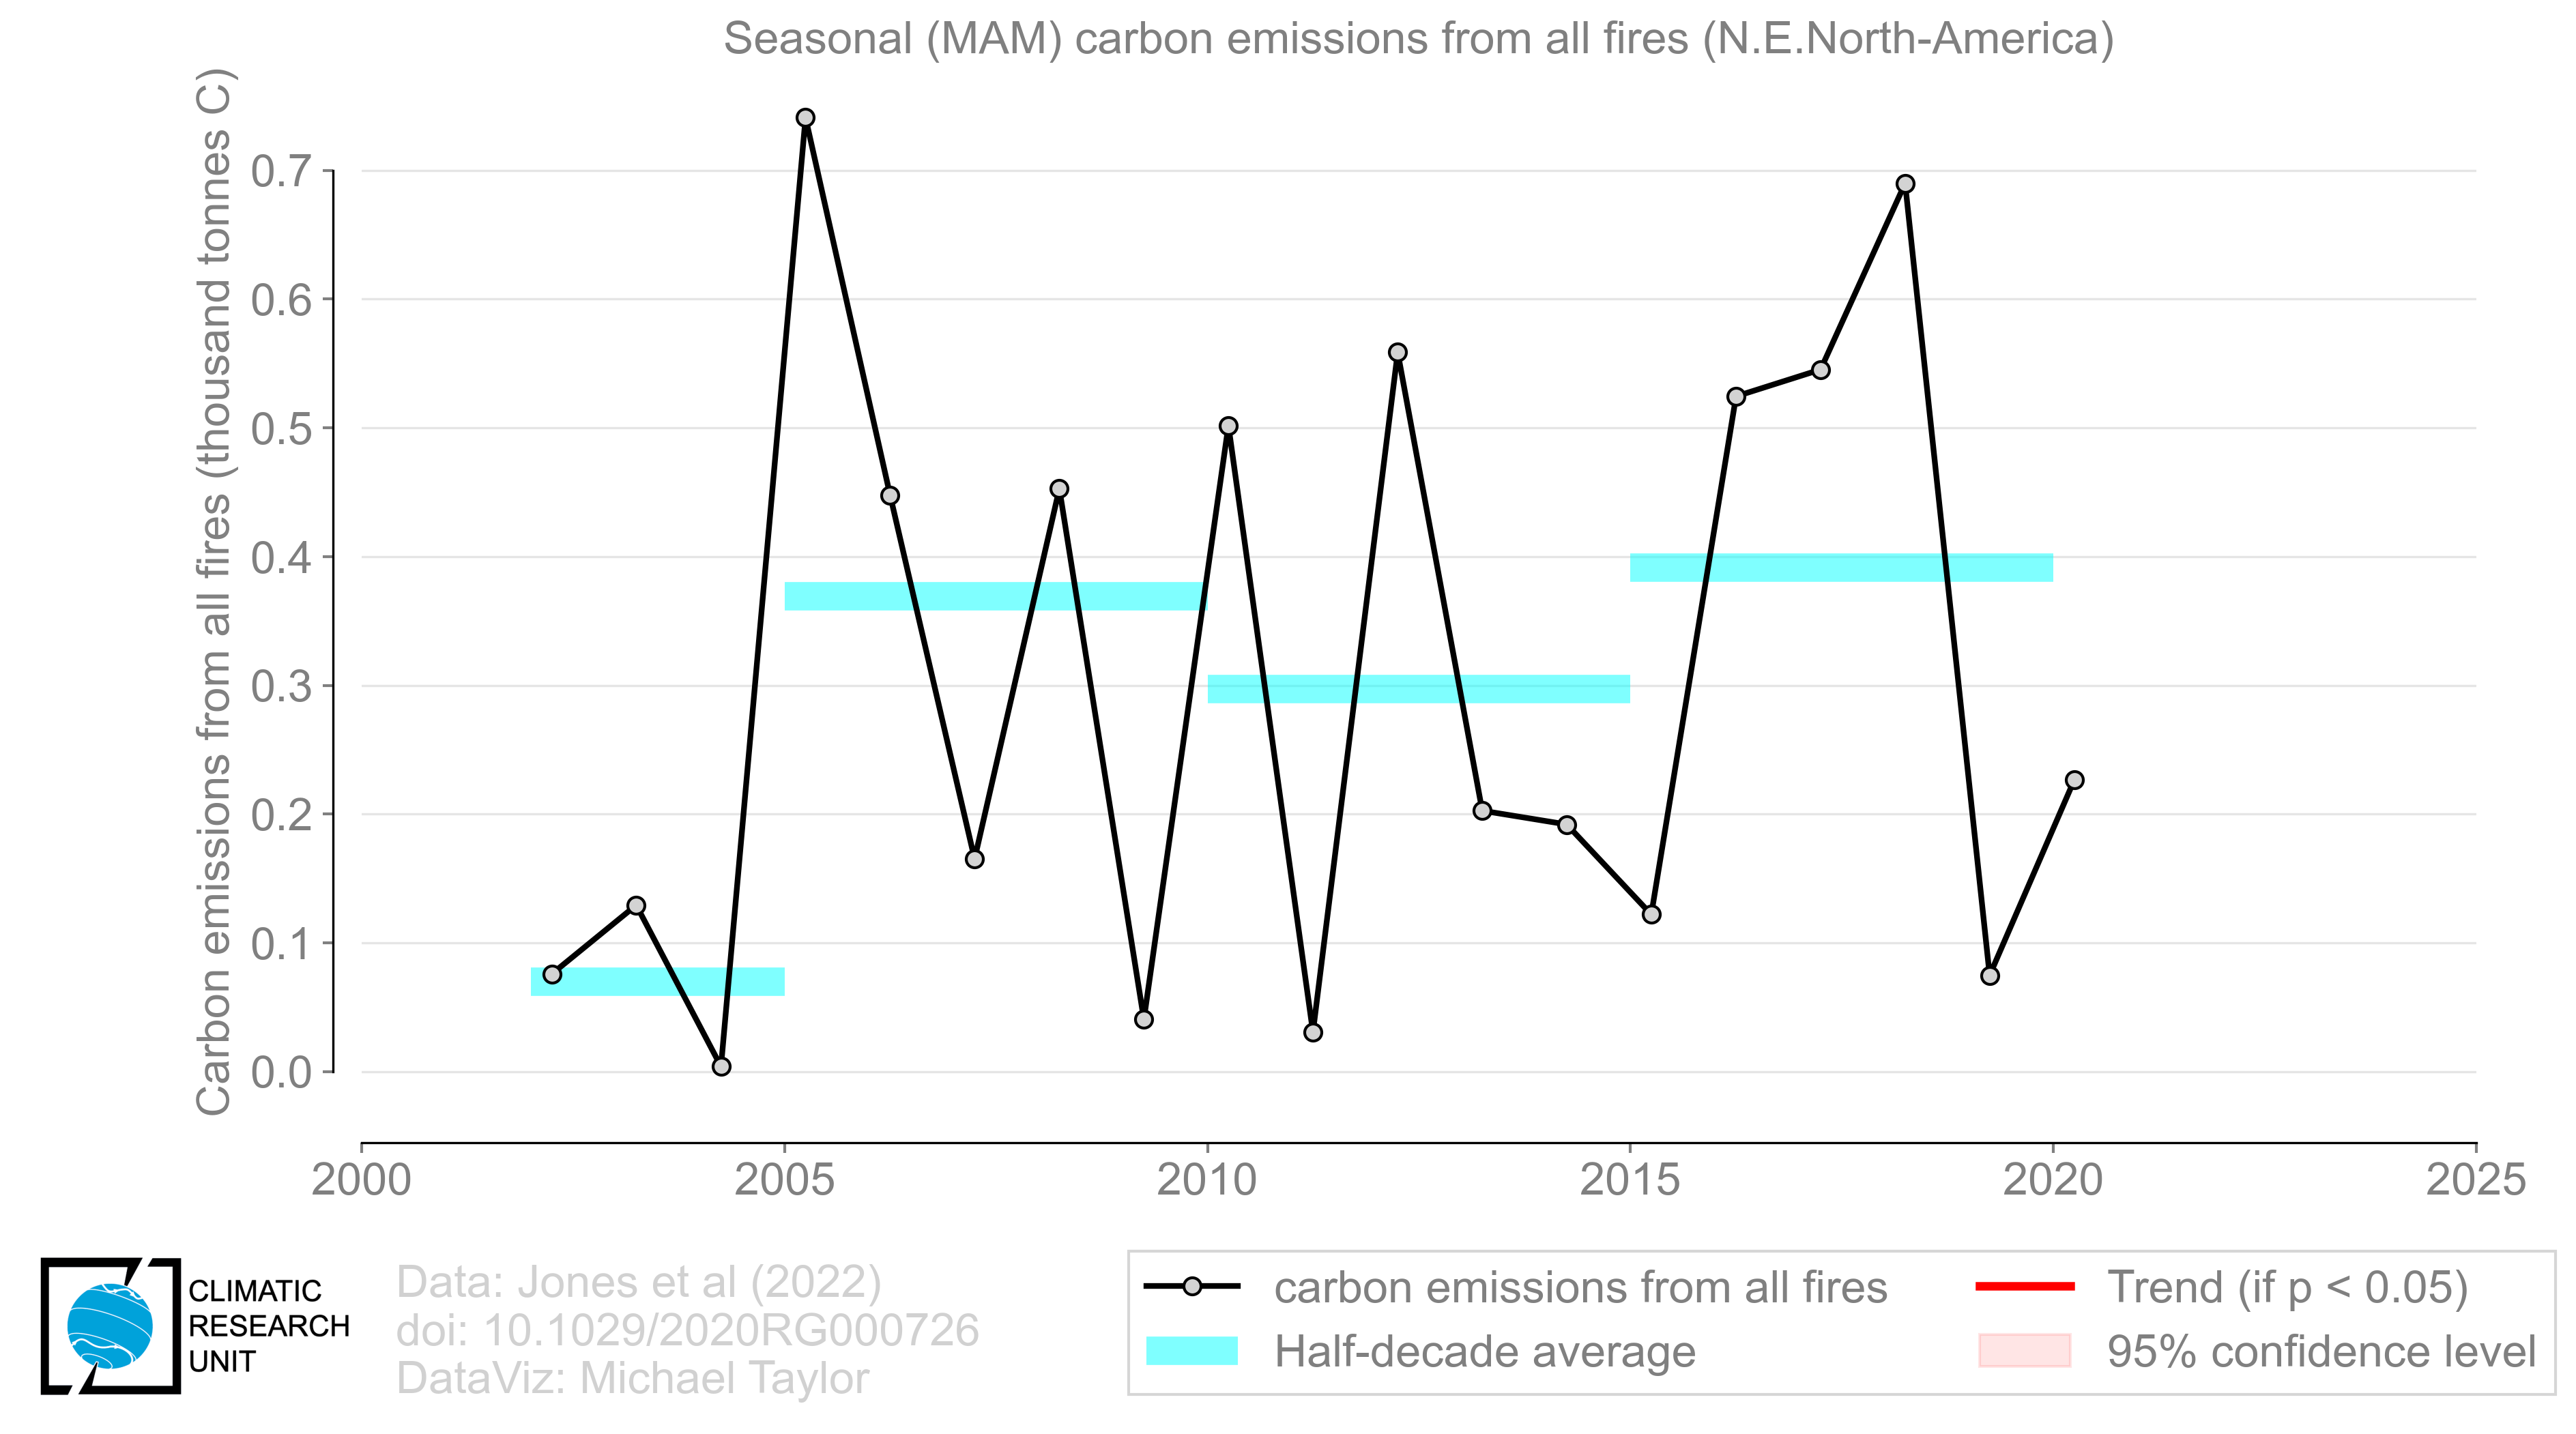 Seasonal (MAM) carbon emissions from all fires (N.E.North-America)
Carbon emissions from all fires (thousand tonnes C)
0.7
0.6
0.5
0.4
0.3
0.2
0.1
0.0
2000
2005
2010
2015
2020
2025
CLIMATIC
RESEARCH
UNIT
Data: Jones et al (2022)
doi: 10.1029/2020RG000726
DataViz: Michael Taylor
carbon emissions from all fires
Half-decade average
Trend (if p < 0.05)
95% confidence level